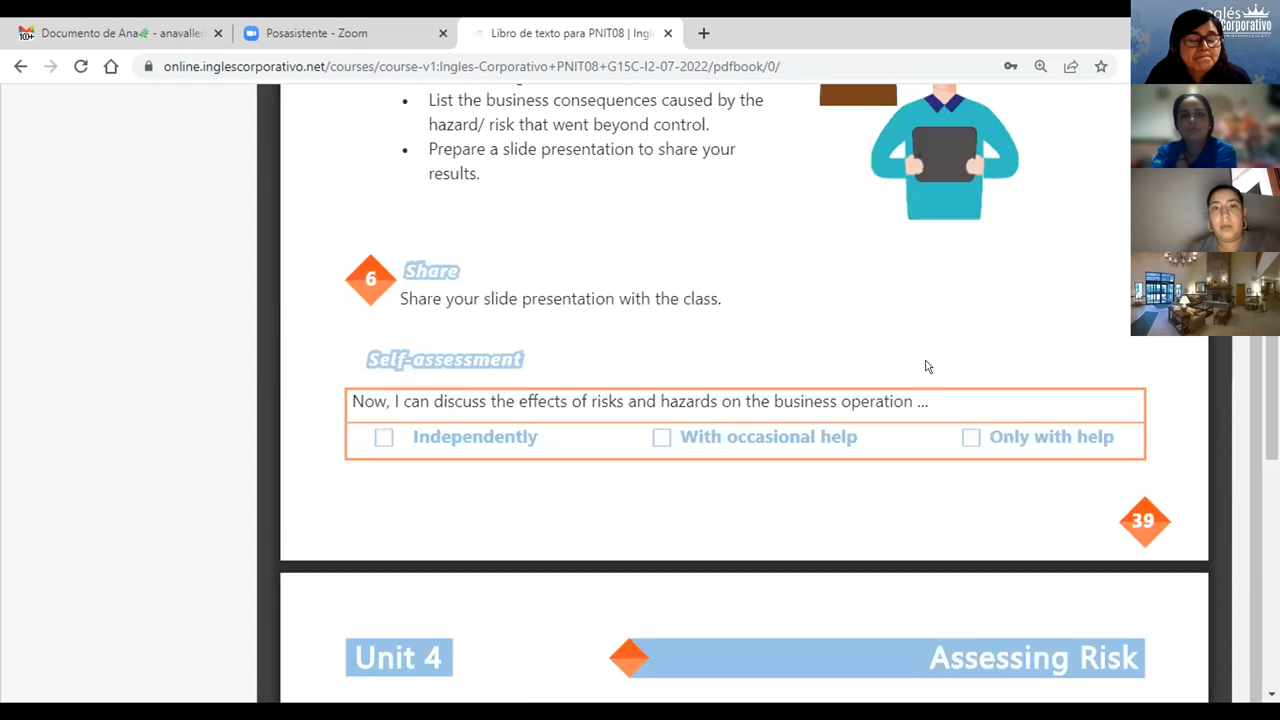 Documento de Ana - anavalle
Posasistente - Zoom
Libro de texto para PNIT08 | Ingl
online.inglescorporativo.net/courses/course-v1:Ingles-Corporativo+PNIT08+G15C-I2-07-2022/pdfbook/0/
Inglés
Corporativo
• List the business consequences caused by the
hazard/ risk that went beyond control.
• Prepare a slide presentation to share your
results.
6 Share
Share your slide presentation with the class.
Self-assessment
Now, I can discuss the effects of risks and hazards on the business operation ...
Independently With occasional help Only with help
39
Unit 4 Assessing Risk